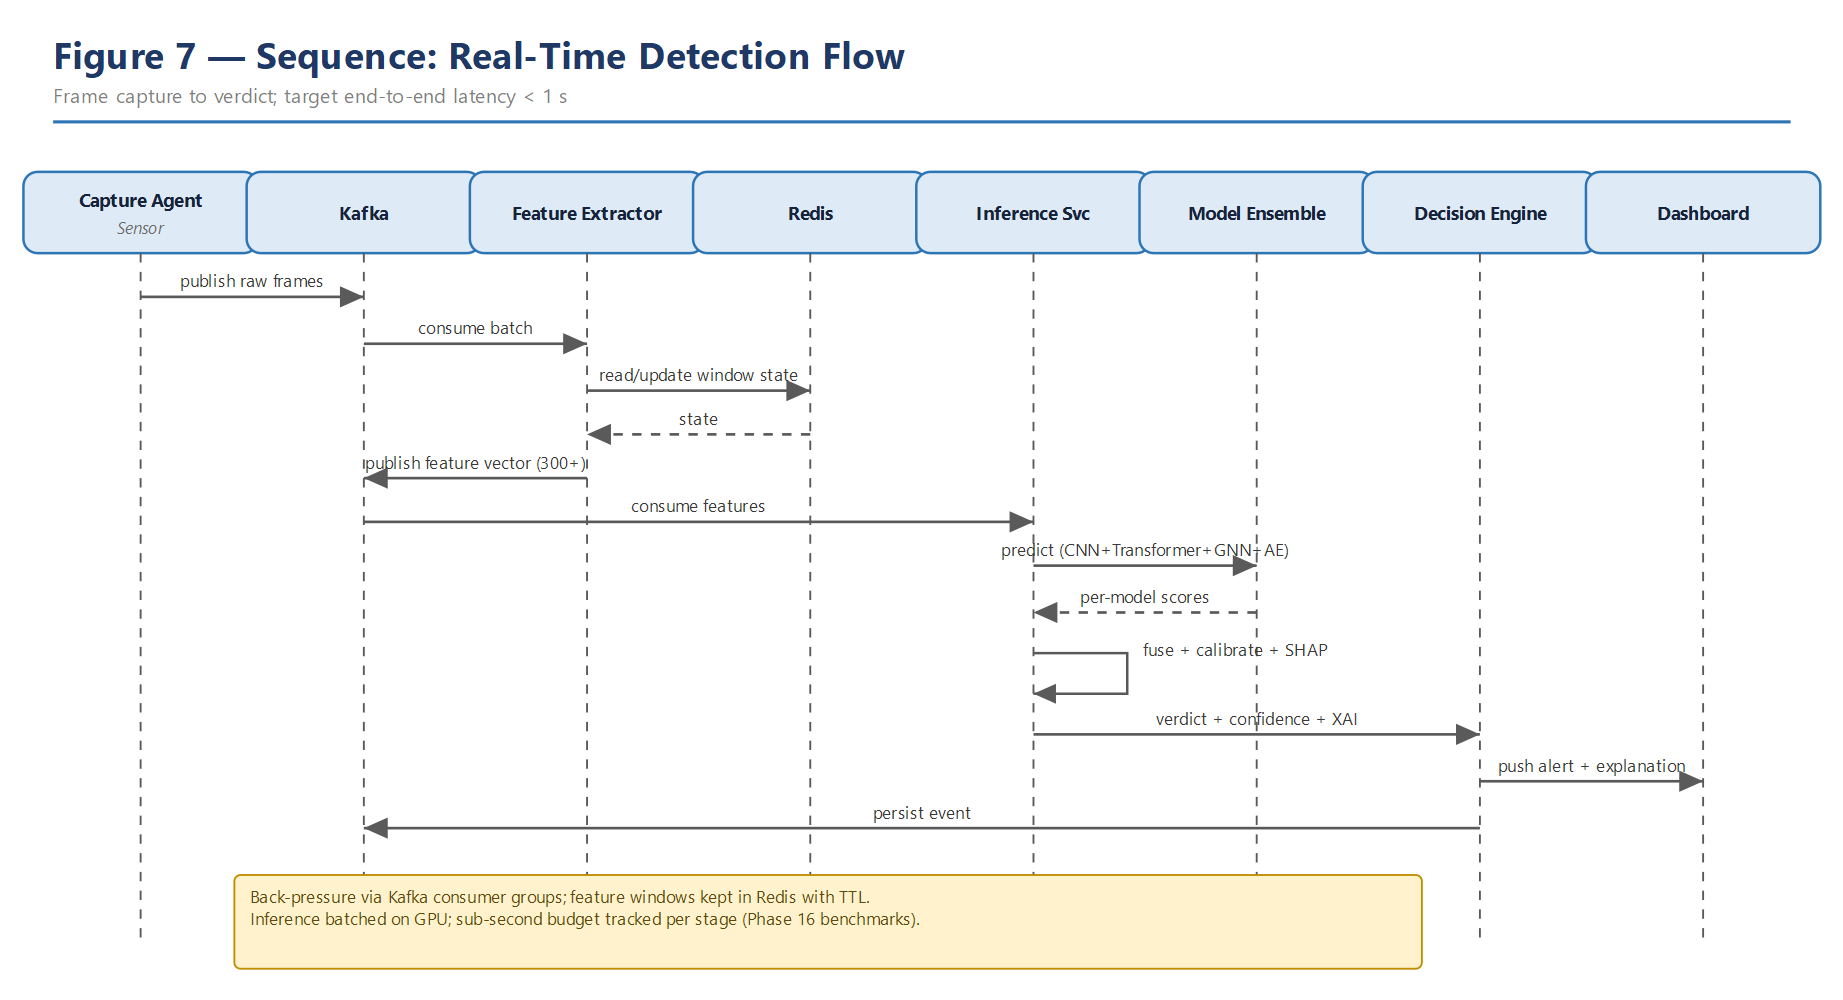 Figure 7 — Sequence: Real-Time Detection Flow
Frame capture to verdict; target end-to-end latency < 1 s
Capture Agent
Sensor
Kafka
Feature Extractor
Redis
Inference Svc
Model Ensemble
Decision Engine
Dashboard
publish raw frames
consume batch
read/update window state
state
publish feature vector (300+)
consume features
predict (CNN+Transformer+GNN+AE)
per-model scores
fuse + calibrate + SHAP
verdict + confidence + XAI
push alert + explanation
persist event
Back-pressure via Kafka consumer groups; feature windows kept in Redis with TTL.
Inference batched on GPU; sub-second budget tracked per stage (Phase 16 benchmarks).